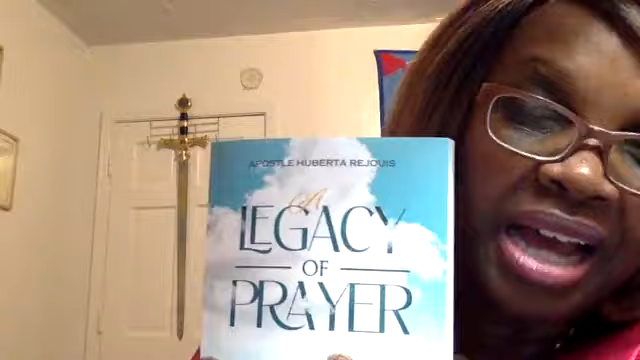 APOSTLE HUBERTA REJOUIS
A
LEGACY
OF
PRAYER